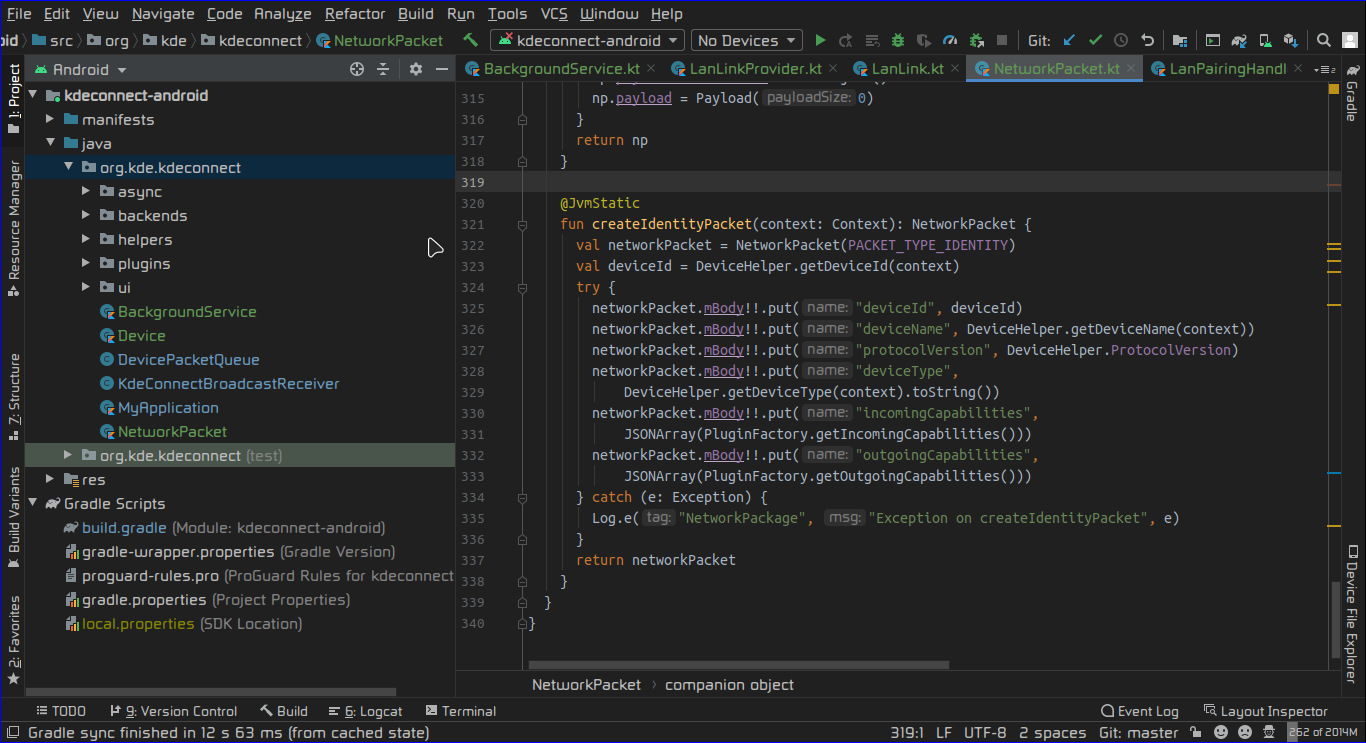 File Edit View Navigate Code Analyze Refactor Build Run Tools VCS Window Help
oid src org kde kdeconnect NetworkPacket kdeconnect-android No Devices Git:
Android
BackgroundService.kt LanLinkProvider.kt LanLink.kt NetworkPacket.kt LanPairingHandl
1: Project
Resource Manager
Z: Structure
Build Variants
2: Favorites
kdeconnect-android
manifests
java
org.kde.kdeconnect
async
backends
helpers
plugins
ui
BackgroundService
Device
DevicePacketQueue
KdeConnectBroadcastReceiver
MyApplication
NetworkPacket
org.kde.kdeconnect (test)
res
Gradle Scripts
build.gradle (Module: kdeconnect-android)
gradle-wrapper.properties (Gradle Version)
proguard-rules.pro (ProGuard Rules for kdeconnect
gradle.properties (Project Properties)
local.properties (SDK Location)
315 np.payload = Payload( payloadSize: 0)
316 }
317 return np
318 }
319
320 @JvmStatic
321 fun createIdentityPacket(context: Context): NetworkPacket {
322 val networkPacket = NetworkPacket(PACKET_TYPE_IDENTITY)
323 val deviceId = DeviceHelper.getDeviceId(context)
324 try {
325 networkPacket.mBody!!.put( name: "deviceId", deviceId)
326 networkPacket.mBody!!.put( name: "deviceName", DeviceHelper.getDeviceName(context))
327 networkPacket.mBody!!.put( name: "protocolVersion", DeviceHelper.ProtocolVersion)
328 networkPacket.mBody!!.put( name: "deviceType",
329 DeviceHelper.getDeviceType(context).toString())
330 networkPacket.mBody!!.put( name: "incomingCapabilities",
331 JSONArray(PluginFactory.getIncomingCapabilities()))
332 networkPacket.mBody!!.put( name: "outgoingCapabilities",
333 JSONArray(PluginFactory.getOutgoingCapabilities()))
334 } catch (e: Exception) {
335 Log.e( tag: "NetworkPackage", msg: "Exception on createIdentityPacket", e)
336 }
337 return networkPacket
338 }
339 }
340 }
NetworkPacket › companion object
Gradle
Device File Explorer
TODO 9: Version Control Build 6: Logcat Terminal Event Log Layout Inspector
Gradle sync finished in 12 s 63 ms (from cached state) 319:1 LF UTF-8 2 spaces Git: master 262 of 2014M